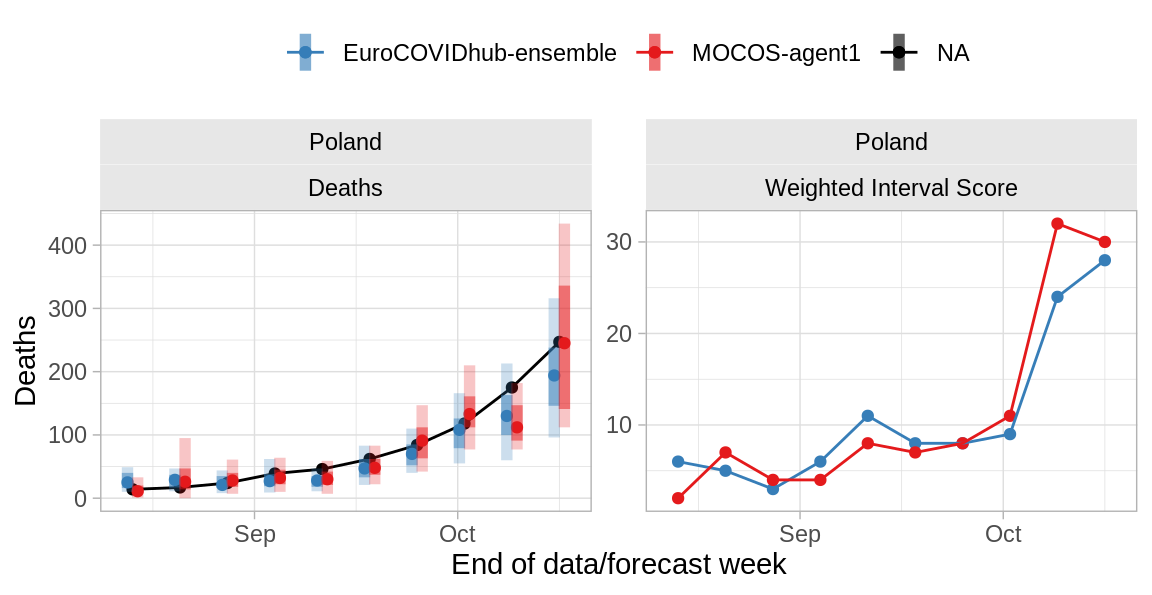 EuroCOVIDhub-ensemble MOCOS-agent1 NA
Poland Poland
Deaths Weighted Interval Score
400
300
200
100
0
30
20
10
Deaths
Sep Oct Sep Oct
End of data/forecast week